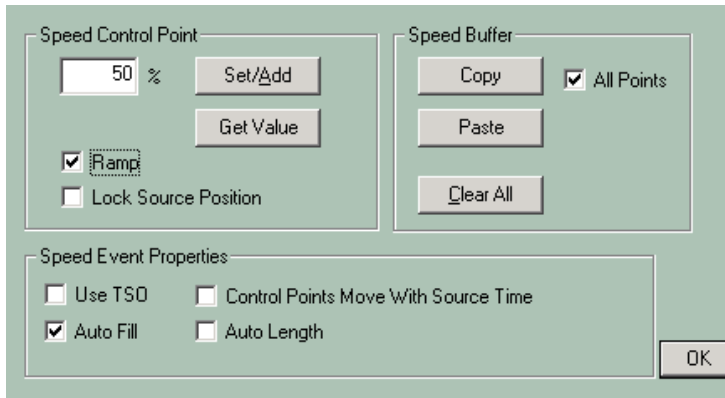 Speed Control Point
50 %
Set/Add
Get Value
Ramp
Lock Source Position
Speed Buffer
Copy
All Points
Paste
Clear All
Speed Event Properties
Use TSO
Control Points Move With Source Time
Auto Fill
Auto Length
OK